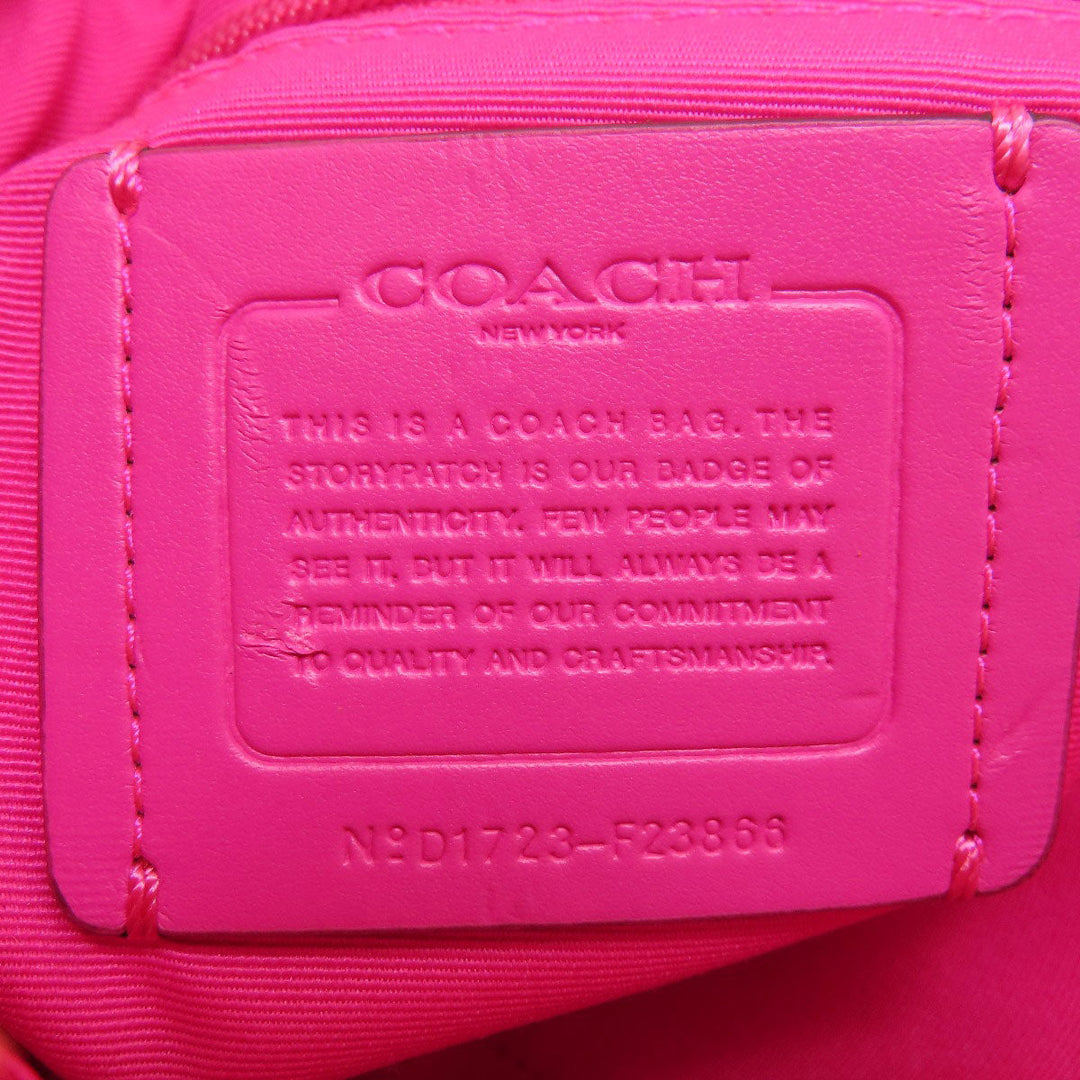 COACH
NEW YORK
THIS IS A COACH BAG. THE
STORYPATCH IS OUR BADGE OF
AUTHENTICITY. FEW PEOPLE MAY
SEE IT, BUT IT WILL ALWAYS BE A
REMINDER OF OUR COMMITMENT
TO QUALITY AND CRAFTSMANSHIP.
Nº D1723-F23866